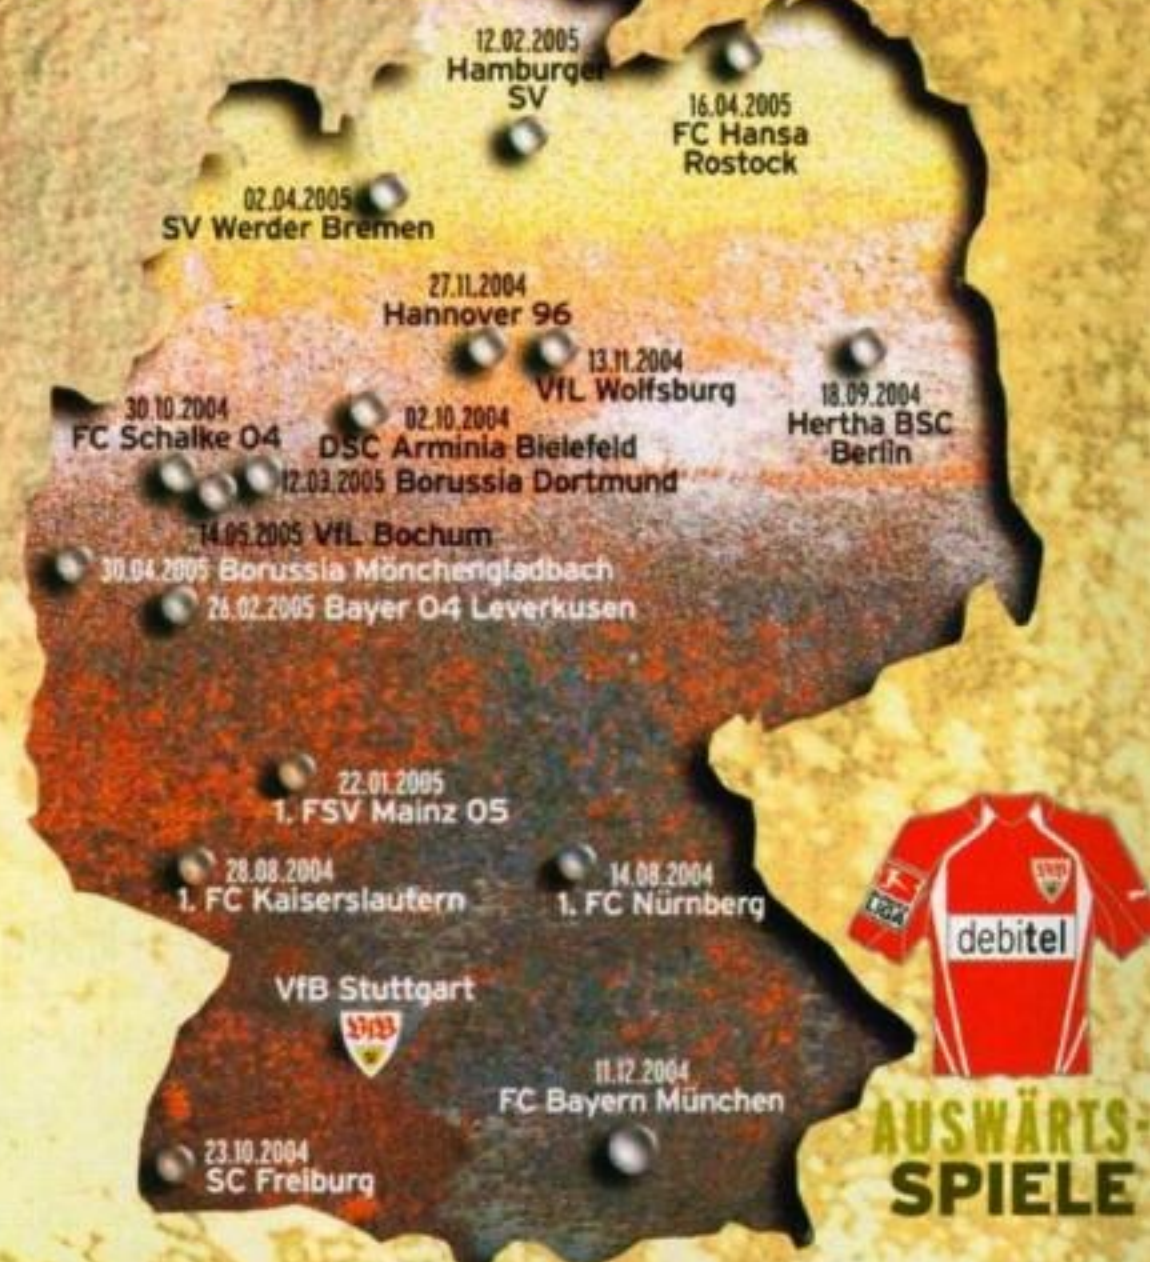 12.02.2005
Hamburger
SV
16.04.2005
FC Hansa
Rostock
02.04.2005
SV Werder Bremen
27.11.2004
Hannover 96
13.11.2004
VfL Wolfsburg
18.09.2004
Hertha BSC
Berlin
30.10.2004
FC Schalke 04
02.10.2004
DSC Arminia Bielefeld
12.03.2005 Borussia Dortmund
14.05.2005 VfL Bochum
30.04.2005 Borussia Mönchengladbach
26.02.2005 Bayer 04 Leverkusen
22.01.2005
1. FSV Mainz 05
28.08.2004
1. FC Kaiserslautern
14.08.2004
1. FC Nürnberg
VfB Stuttgart
VfB
11.12.2004
FC Bayern München
23.10.2004
SC Freiburg
VfB
LIGA
debitel
AUSWÄRTS-
SPIELE